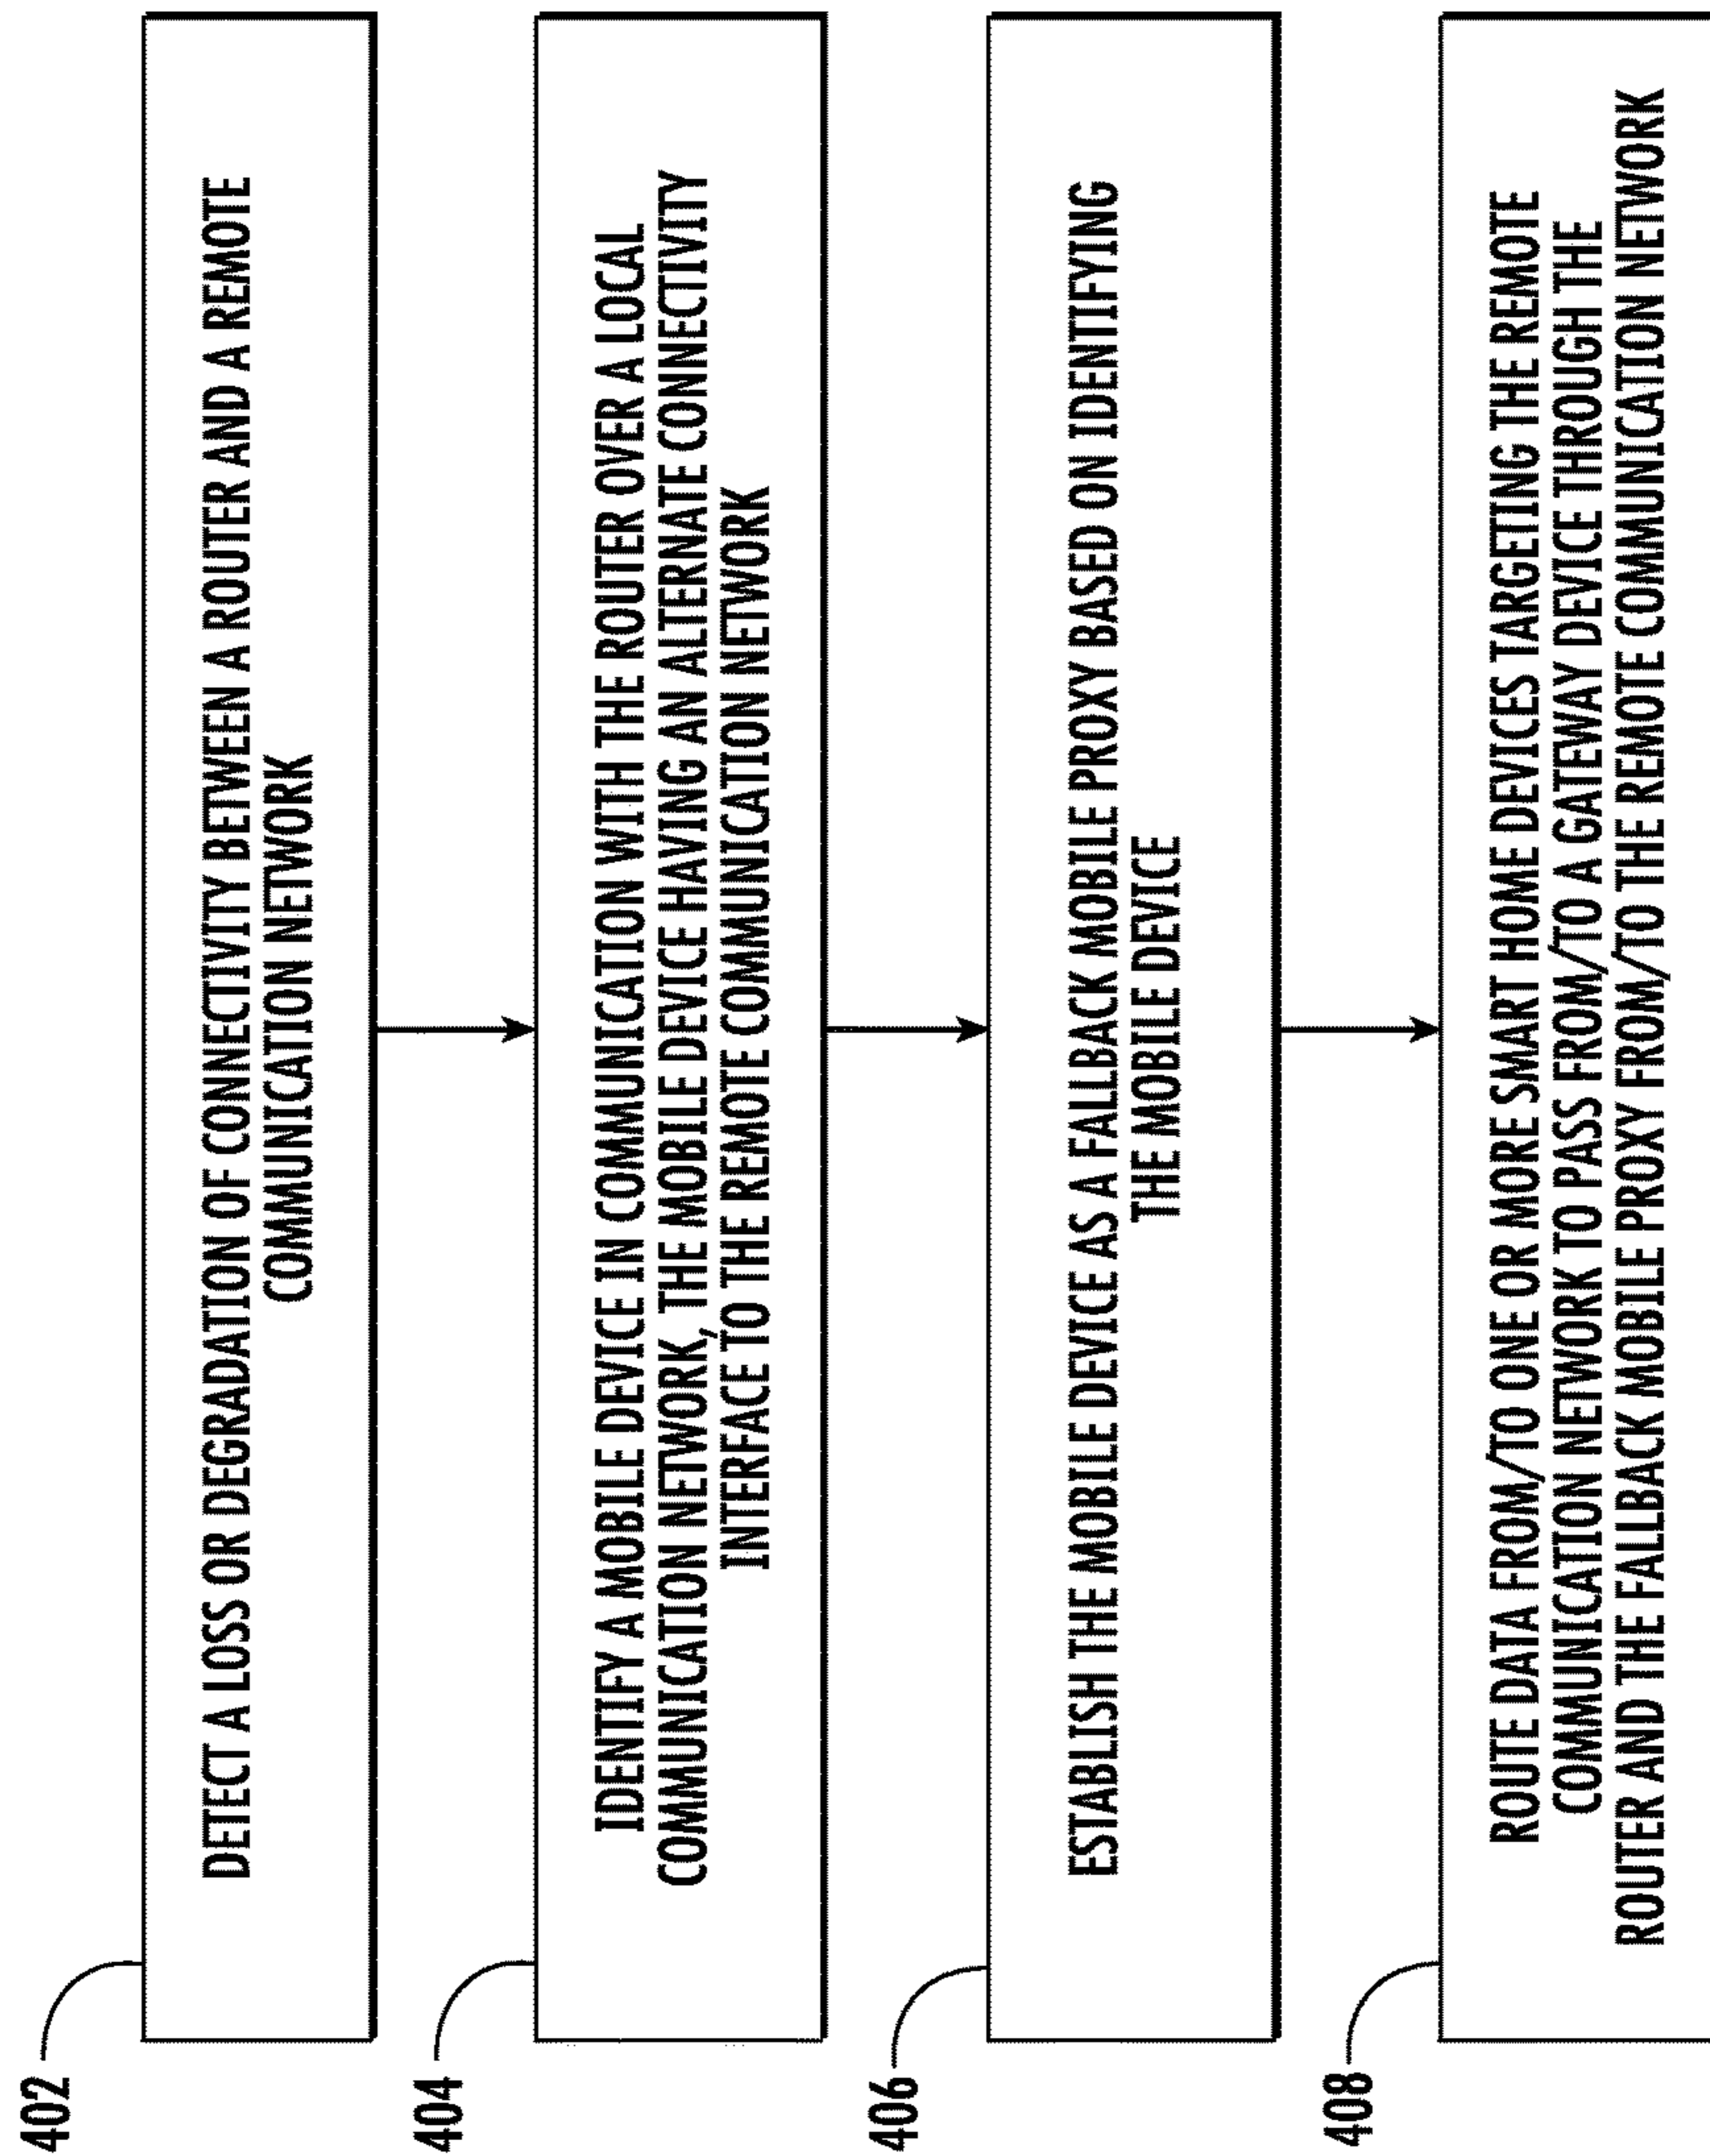 402
DETECT A LOSS OR DEGRADATION OF CONNECTIVITY BETWEEN A ROUTER AND A REMOTE
COMMUNICATION NETWORK
404
IDENTIFY A MOBILE DEVICE IN COMMUNICATION WITH THE ROUTER OVER A LOCAL
COMMUNICATION NETWORK, THE MOBILE DEVICE HAVING AN ALTERNATE CONNECTIVITY
INTERFACE TO THE REMOTE COMMUNICATION NETWORK
406
ESTABLISH THE MOBILE DEVICE AS A FALLBACK MOBILE PROXY BASED ON IDENTIFYING
THE MOBILE DEVICE
408
ROUTE DATA FROM/TO ONE OR MORE SMART HOME DEVICES TARGETING THE REMOTE
COMMUNICATION NETWORK TO PASS FROM/TO A GATEWAY DEVICE THROUGH THE
ROUTER AND THE FALLBACK MOBILE PROXY FROM/TO THE REMOTE COMMUNICATION NETWORK